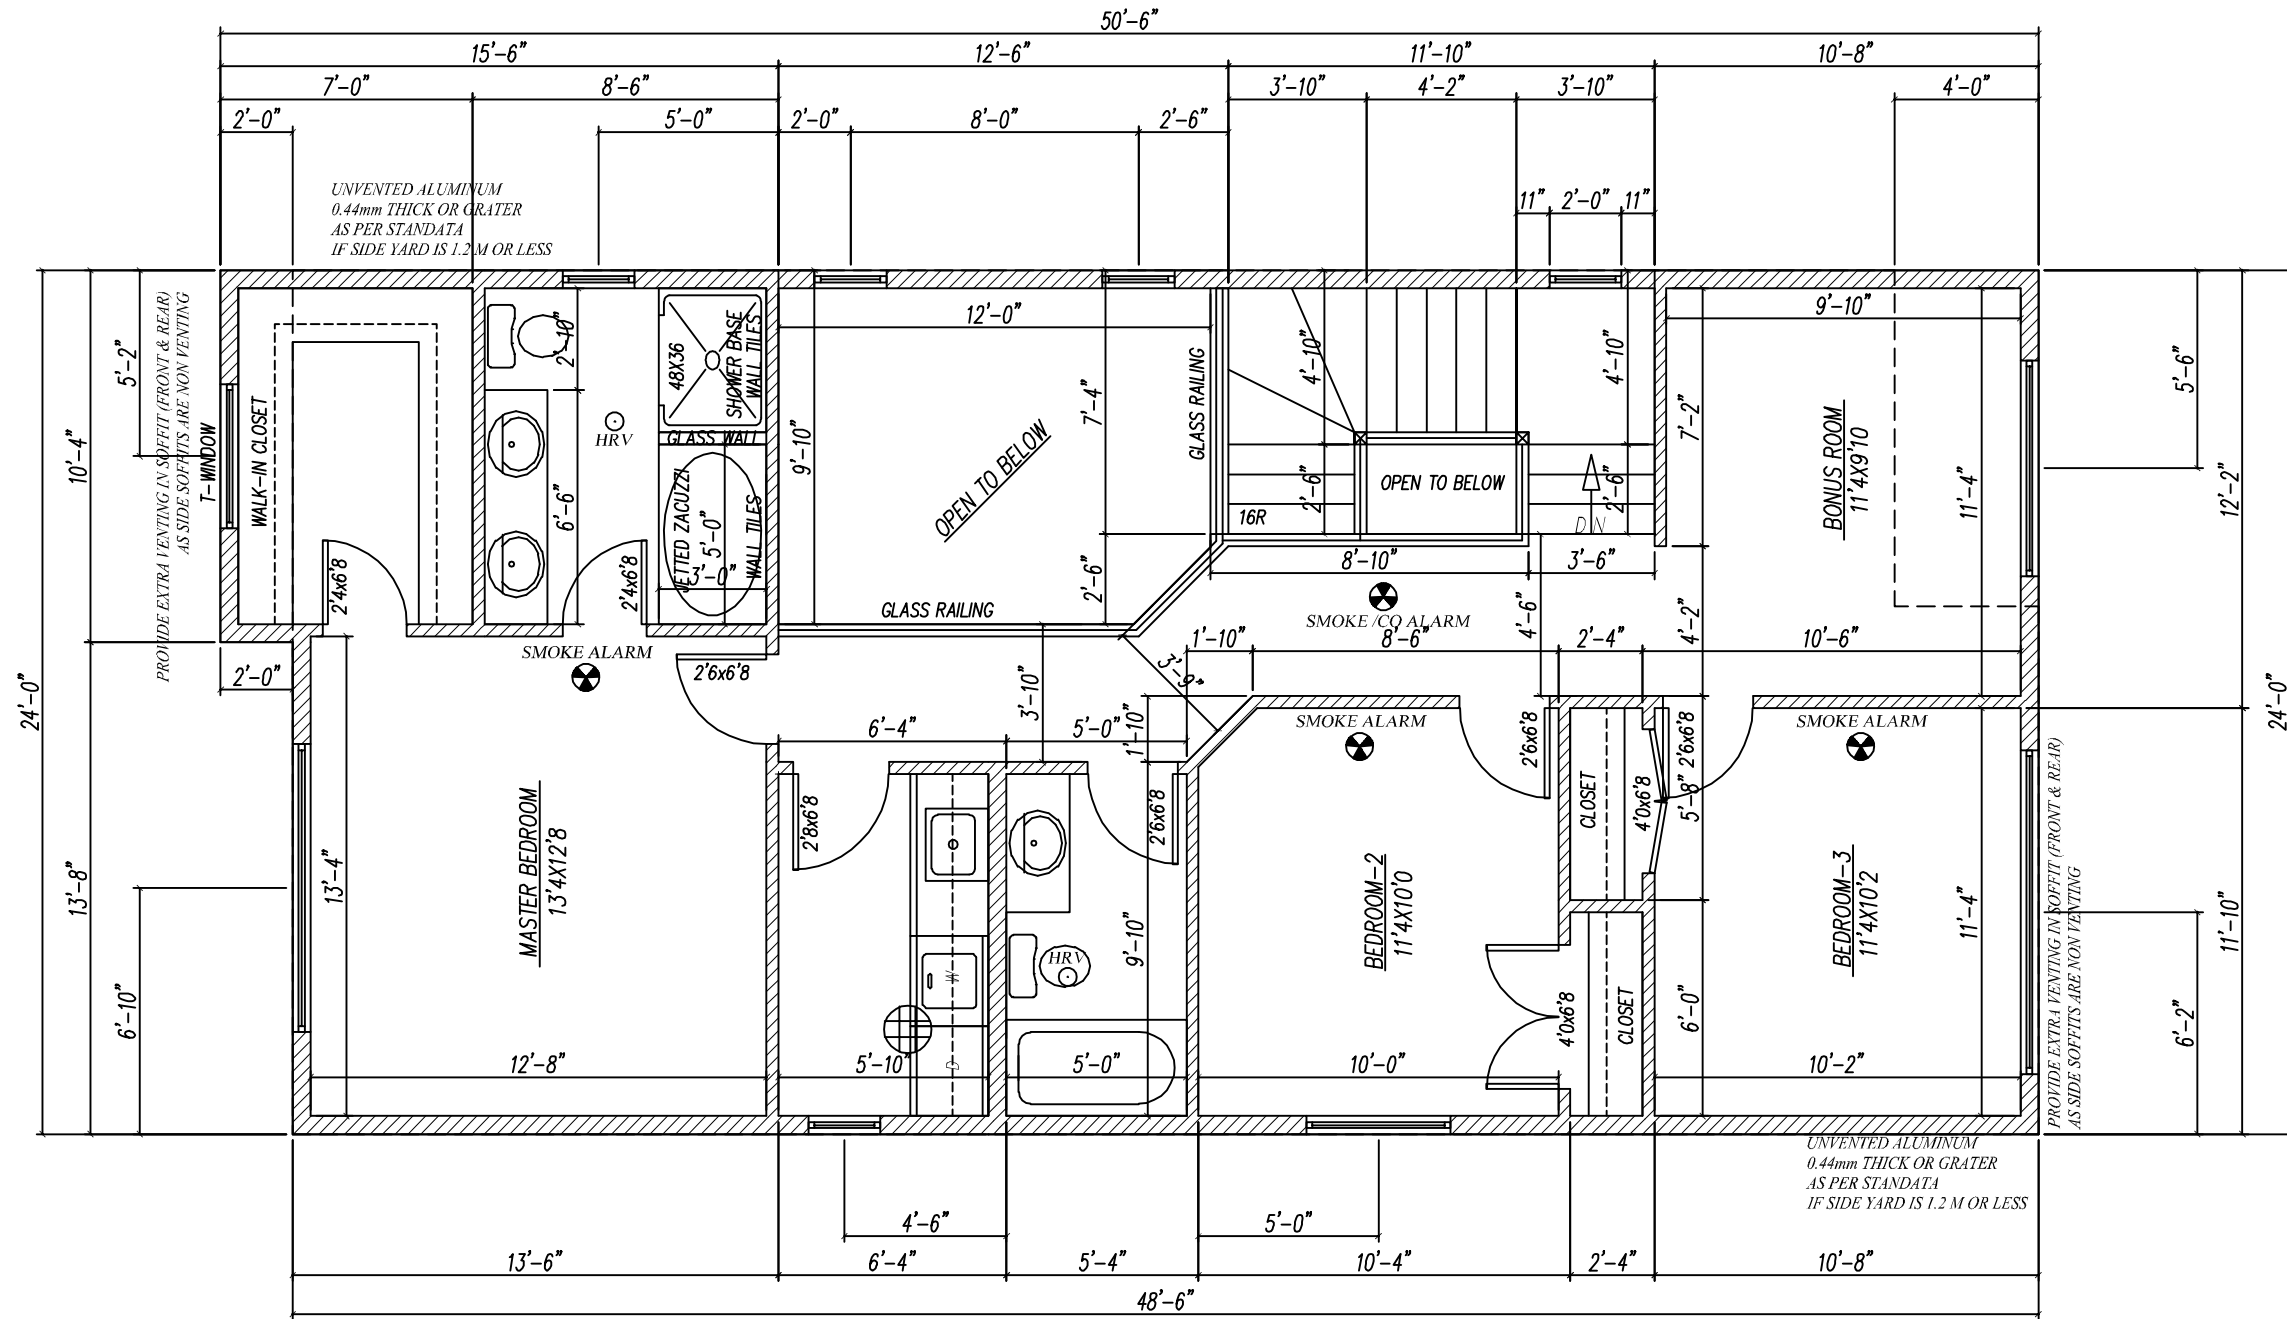 50'-6"
15'-6" 12'-6" 11'-10" 10'-8"
7'-0" 8'-6" 3'-10" 4'-2" 3'-10" 4'-0"
2'-0" 5'-0" 2'-0" 8'-0" 2'-6"
UNVENTED ALUMINUM
0.44mm THICK OR GRATER
AS PER STANDATA
IF SIDE YARD IS 1.2 M OR LESS
11" 2'-0" 11"
24'-0"
10'-4"
13'-8"
5'-2"
6'-10"
2'-0"
PROVIDE EXTRA VENTING IN SOFFIT (FRONT & REAR)
AS SIDE SOFFITS ARE NON VENTING
T-WINDOW
WALK-IN CLOSET
2'4x6'8
2'-10"
6'-6"
HRV
48X36
SHOWER BASE
WALL TILES
GLASS WALL
JETTED ZACUZZI
5'-0"
3'-0"
WALL TILES
2'4x6'8
12'-0"
9'-10"
7'-4"
2'-6"
OPEN TO BELOW
GLASS RAILING
GLASS RAILING
4'-10"
2'-6"
16R
OPEN TO BELOW
4'-10"
2'-6"
DN
8'-10" 3'-6"
SMOKE /CO ALARM
4'-6"
1'-10" 8'-6" 2'-4" 10'-6"
3'-9"
9'-10"
7'-2"
4'-2"
11'-4"
BONUS ROOM
11'4X9'10
5'-6"
12'-2"
24'-0"
11'-10"
6'-2"
SMOKE ALARM
2'6x6'8
3'-10"
1'-10"
6'-4" 5'-0"
MASTER BEDROOM
13'4X12'8
13'-4"
12'-8"
2'8x6'8
W
D
5'-10"
2'6x6'8
9'-10"
HRV
5'-0"
SMOKE ALARM
2'6x6'8
BEDROOM-2
11'4X10'0
10'-0"
4'0x6'8
CLOSET
4'0x6'8
CLOSET
2'6x6'8
5'-8"
6'-0"
SMOKE ALARM
BEDROOM-3
11'4X10'2
11'-4"
10'-2"
PROVIDE EXTRA VENTING IN SOFFIT (FRONT & REAR)
AS SIDE SOFFITS ARE NON VENTING
UNVENTED ALUMINUM
0.44mm THICK OR GRATER
AS PER STANDATA
IF SIDE YARD IS 1.2 M OR LESS
4'-6" 5'-0"
13'-6" 6'-4" 5'-4" 10'-4" 2'-4" 10'-8"
48'-6"